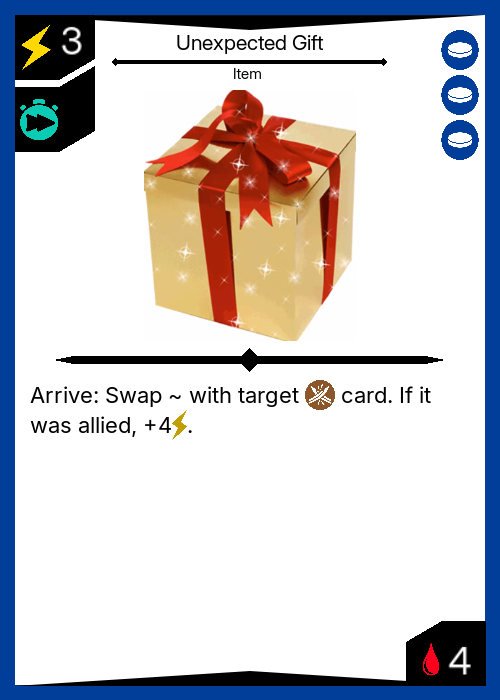 3
Unexpected Gift
Item
Arrive: Swap ~ with target card. If it
was allied, +4.
4